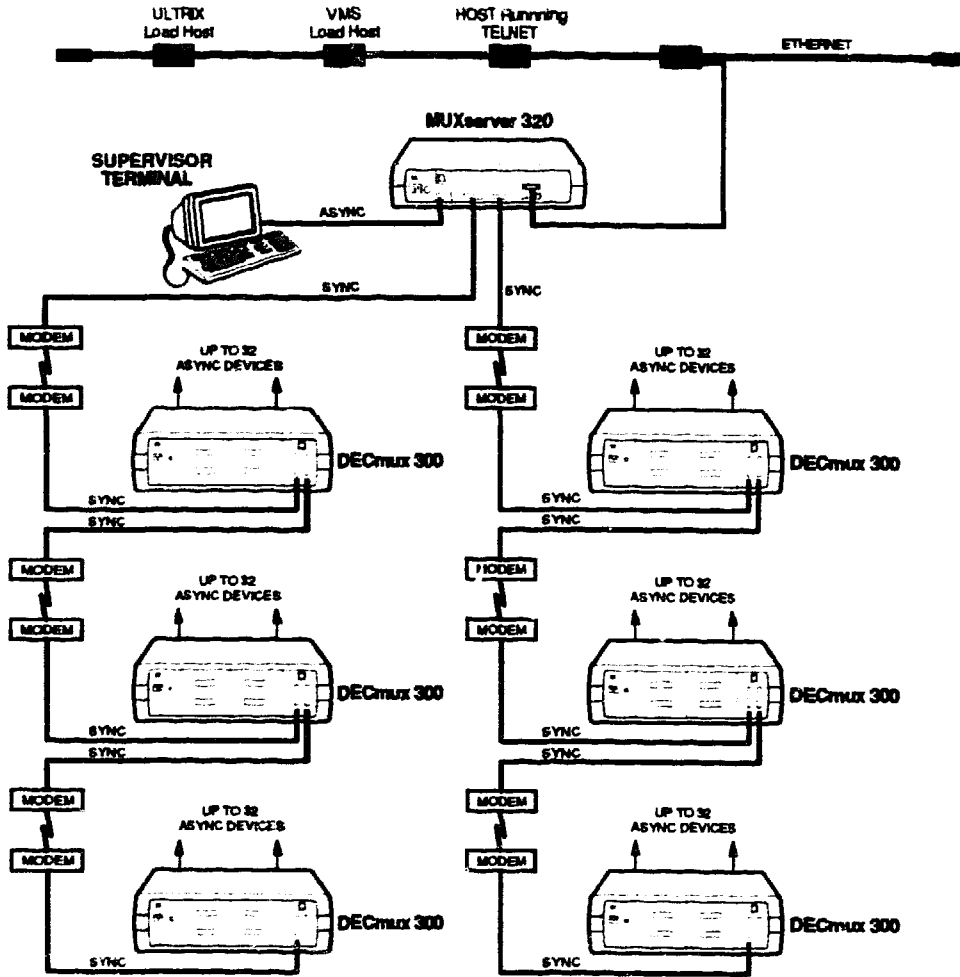 ULTRIX
Load Host
VMS
Load Host
HOST Runnning
TELNET
ETHERNET
MUXserver 320
SUPERVISOR
TERMINAL
ASYNC
SYNC
SYNC
MODEM
MODEM
UP TO 32
ASYNC DEVICES
UP TO 32
ASYNC DEVICES
MODEM
MODEM
DECmux 300
DECmux 300
SYNC
SYNC
SYNC
SYNC
MODEM
MODEM
UP TO 32
ASYNC DEVICES
UP TO 32
ASYNC DEVICES
MODEM
MODEM
DECmux 300
DECmux 300
SYNC
SYNC
SYNC
SYNC
MODEM
MODEM
UP TO 32
ASYNC DEVICES
UP TO 32
ASYNC DEVICES
MODEM
MODEM
DECmux 300
DECmux 300
SYNC
SYNC